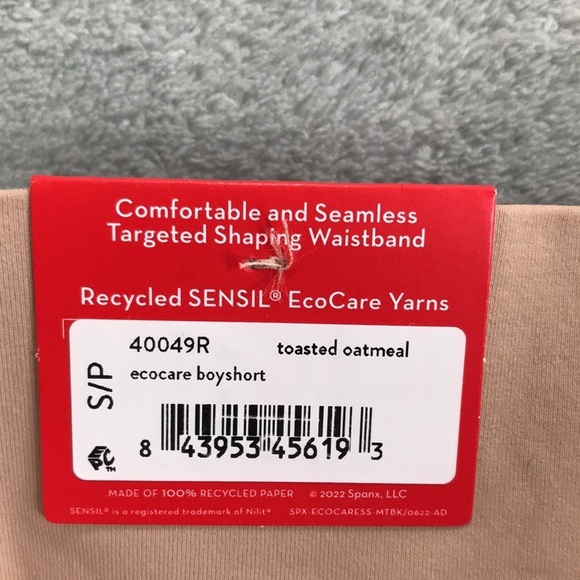 Comfortable and Seamless
Targeted Shaping Waistband
Recycled SENSIL® EcoCare Yarns
S/P
40049R toasted oatmeal
ecocare boyshort
8 43953 45619 3
MADE OF 100% RECYCLED PAPER © 2022 Spanx, LLC
SENSIL® is a registered trademark of Nilit® SPX-ECOCARESS-MTBK/0622-AD